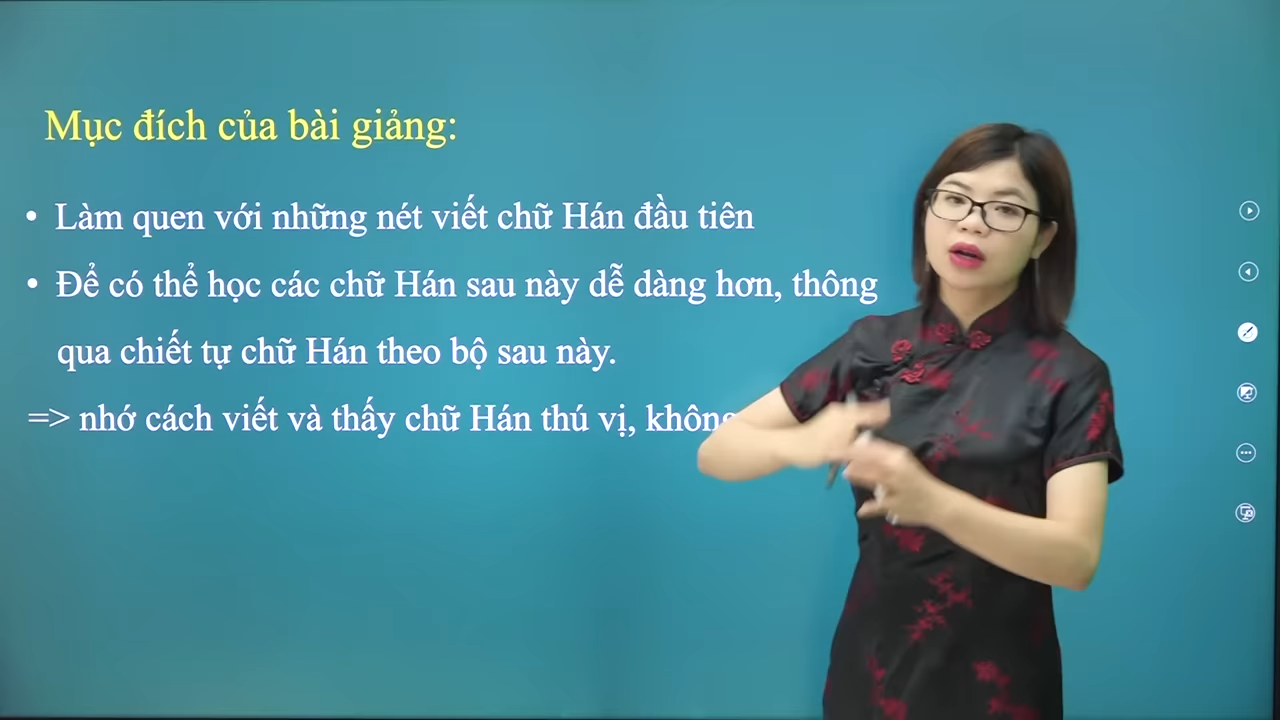 Mục đích của bài giảng:
• Làm quen với những nét viết chữ Hán đầu tiên
• Để có thể học các chữ Hán sau này dễ dàng hơn, thông
qua chiết tự chữ Hán theo bộ sau này.
=> nhớ cách viết và thấy chữ Hán thú vị, không